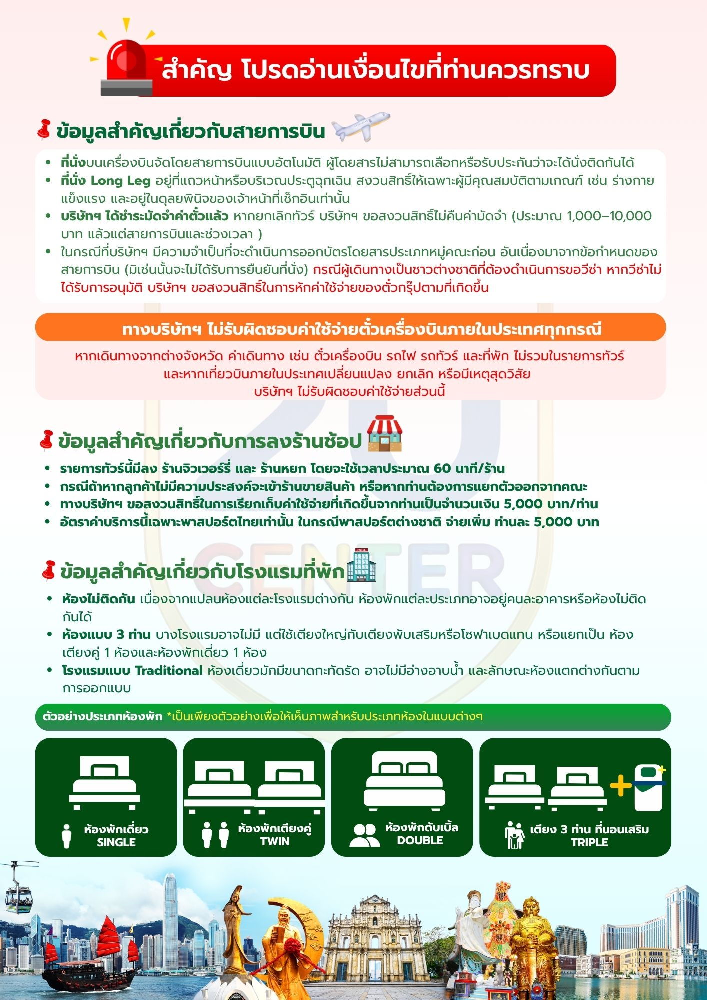 สำคัญ โปรดอ่านเงื่อนไขที่ท่านควรทราบ
ข้อมูลสำคัญเกี่ยวกับสายการบิน
• ที่นั่งบนเครื่องบินจัดโดยสายการบินแบบอัตโนมัติ ผู้โดยสารไม่สามารถเลือกหรือรับประกันว่าจะได้นั่งติดกันได้
• ที่นั่ง Long Leg อยู่ที่แถวหน้าหรือบริเวณประตูฉุกเฉิน สงวนสิทธิ์ให้เฉพาะผู้มีคุณสมบัติตามเกณฑ์ เช่น ร่างกาย
แข็งแรง และอยู่ในดุลยพินิจของเจ้าหน้าที่เช็กอินเท่านั้น
• บริษัทฯ ได้ชำระมัดจำค่าตั๋วแล้ว หากยกเลิกทัวร์ บริษัทฯ ขอสงวนสิทธิ์ไม่คืนค่ามัดจำ (ประมาณ 1,000–10,000
บาท แล้วแต่สายการบินและช่วงเวลา )
• ในกรณีที่บริษัทฯ มีความจำเป็นที่จะดำเนินการออกบัตรโดยสารประเภทหมู่คณะก่อน อันเนื่องมาจากข้อกำหนดของ
สายการบิน (มิเช่นนั้นจะไม่ได้รับการยืนยันที่นั่ง) กรณีผู้เดินทางเป็นชาวต่างชาติที่ต้องดำเนินการขอวีซ่า หากวีซ่าไม่
ได้รับการอนุมัติ บริษัทฯ ขอสงวนสิทธิ์ในการหักค่าใช้จ่ายของตั๋วกรุ๊ปตามที่เกิดขึ้น
ทางบริษัทฯ ไม่รับผิดชอบค่าใช้จ่ายตั๋วเครื่องบินภายในประเทศทุกกรณี
หากเดินทางจากต่างจังหวัด ค่าเดินทาง เช่น ตั๋วเครื่องบิน รถไฟ รถทัวร์ และที่พัก ไม่รวมในรายการทัวร์
และหากเที่ยวบินภายในประเทศเปลี่ยนแปลง ยกเลิก หรือมีเหตุสุดวิสัย
บริษัทฯ ไม่รับผิดชอบค่าใช้จ่ายส่วนนี้
ข้อมูลสำคัญเกี่ยวกับการลงร้านช้อป
• รายการทัวร์นี้มีลง ร้านจิวเวอร์รี่ และ ร้านหยก โดยจะใช้เวลาประมาณ 60 นาที/ร้าน
• กรณีถ้าหากลูกค้าไม่มีความประสงค์จะเข้าร้านขายสินค้า หรือหากท่านต้องการแยกตัวออกจากคณะ
• ทางบริษัทฯ ขอสงวนสิทธิ์ในการเรียกเก็บค่าใช้จ่ายที่เกิดขึ้นจากท่านเป็นจำนวนเงิน 5,000 บาท/ท่าน
• อัตราค่าบริการนี้เฉพาะพาสปอร์ตไทยเท่านั้น ในกรณีพาสปอร์ตต่างชาติ จ่ายเพิ่ม ท่านละ 5,000 บาท
CENTER
HOTEL
ข้อมูลสำคัญเกี่ยวกับโรงแรมที่พัก
• ห้องไม่ติดกัน เนื่องจากแปลนห้องแต่ละโรงแรมต่างกัน ห้องพักแต่ละประเภทอาจอยู่คนละอาคารหรือห้องไม่ติด
กันได้
• ห้องแบบ 3 ท่าน บางโรงแรมอาจไม่มี แต่ใช้เตียงใหญ่กับเตียงพับเสริมหรือโซฟาเบดแทน หรือแยกเป็น ห้อง
เตียงคู่ 1 ห้องและห้องพักเดี่ยว 1 ห้อง
• โรงแรมแบบ Traditional ห้องเดี่ยวมักมีขนาดกะทัดรัด อาจไม่มีอ่างอาบน้ำ และลักษณะห้องแตกต่างกันตาม
การออกแบบ
ตัวอย่างประเภทห้องพัก *เป็นเพียงตัวอย่างเพื่อให้เห็นภาพสำหรับประเภทห้องในแบบต่างๆ
ห้องพักเดี่ยว
SINGLE
ห้องพักเตียงคู่
TWIN
ห้องพักดับเบิ้ล
DOUBLE
เตียง 3 ท่าน ที่นอนเสริม
TRIPLE